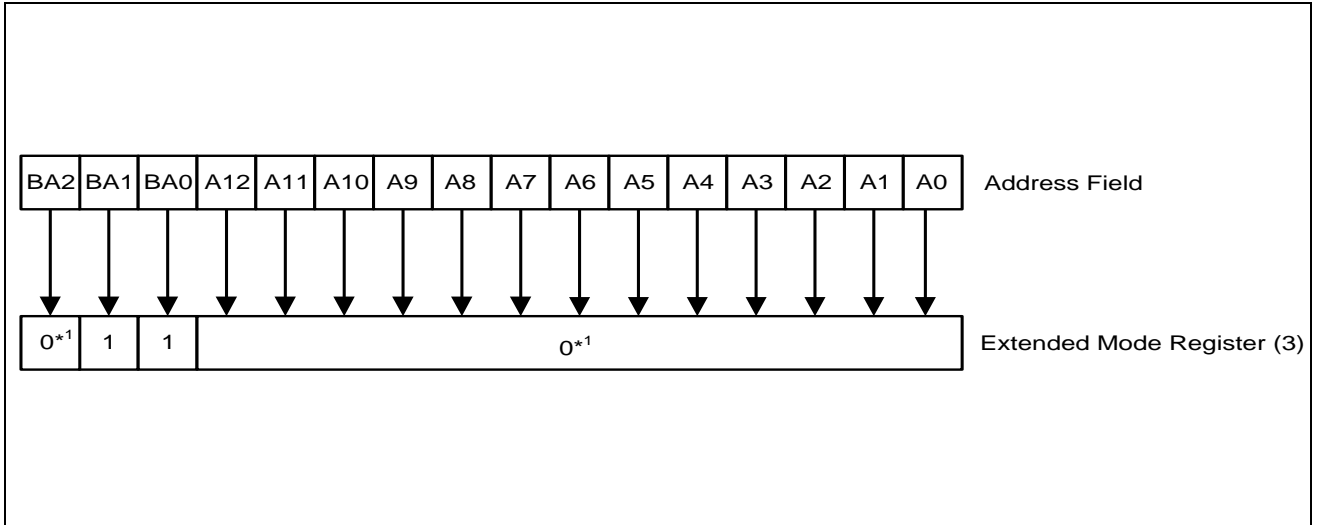 BA2 BA1 BA0 A12 A11 A10 A9 A8 A7 A6 A5 A4 A3 A2 A1 A0 Address Field
0*1 1 1 0*1 Extended Mode Register (3)